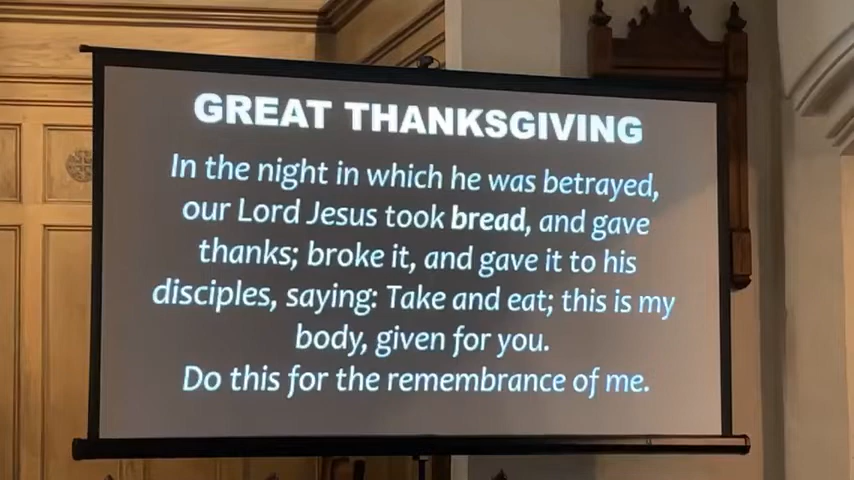 GREAT THANKSGIVING
In the night in which he was betrayed,
our Lord Jesus took bread, and gave
thanks; broke it, and gave it to his
disciples, saying: Take and eat; this is my
body, given for you.
Do this for the remembrance of me.